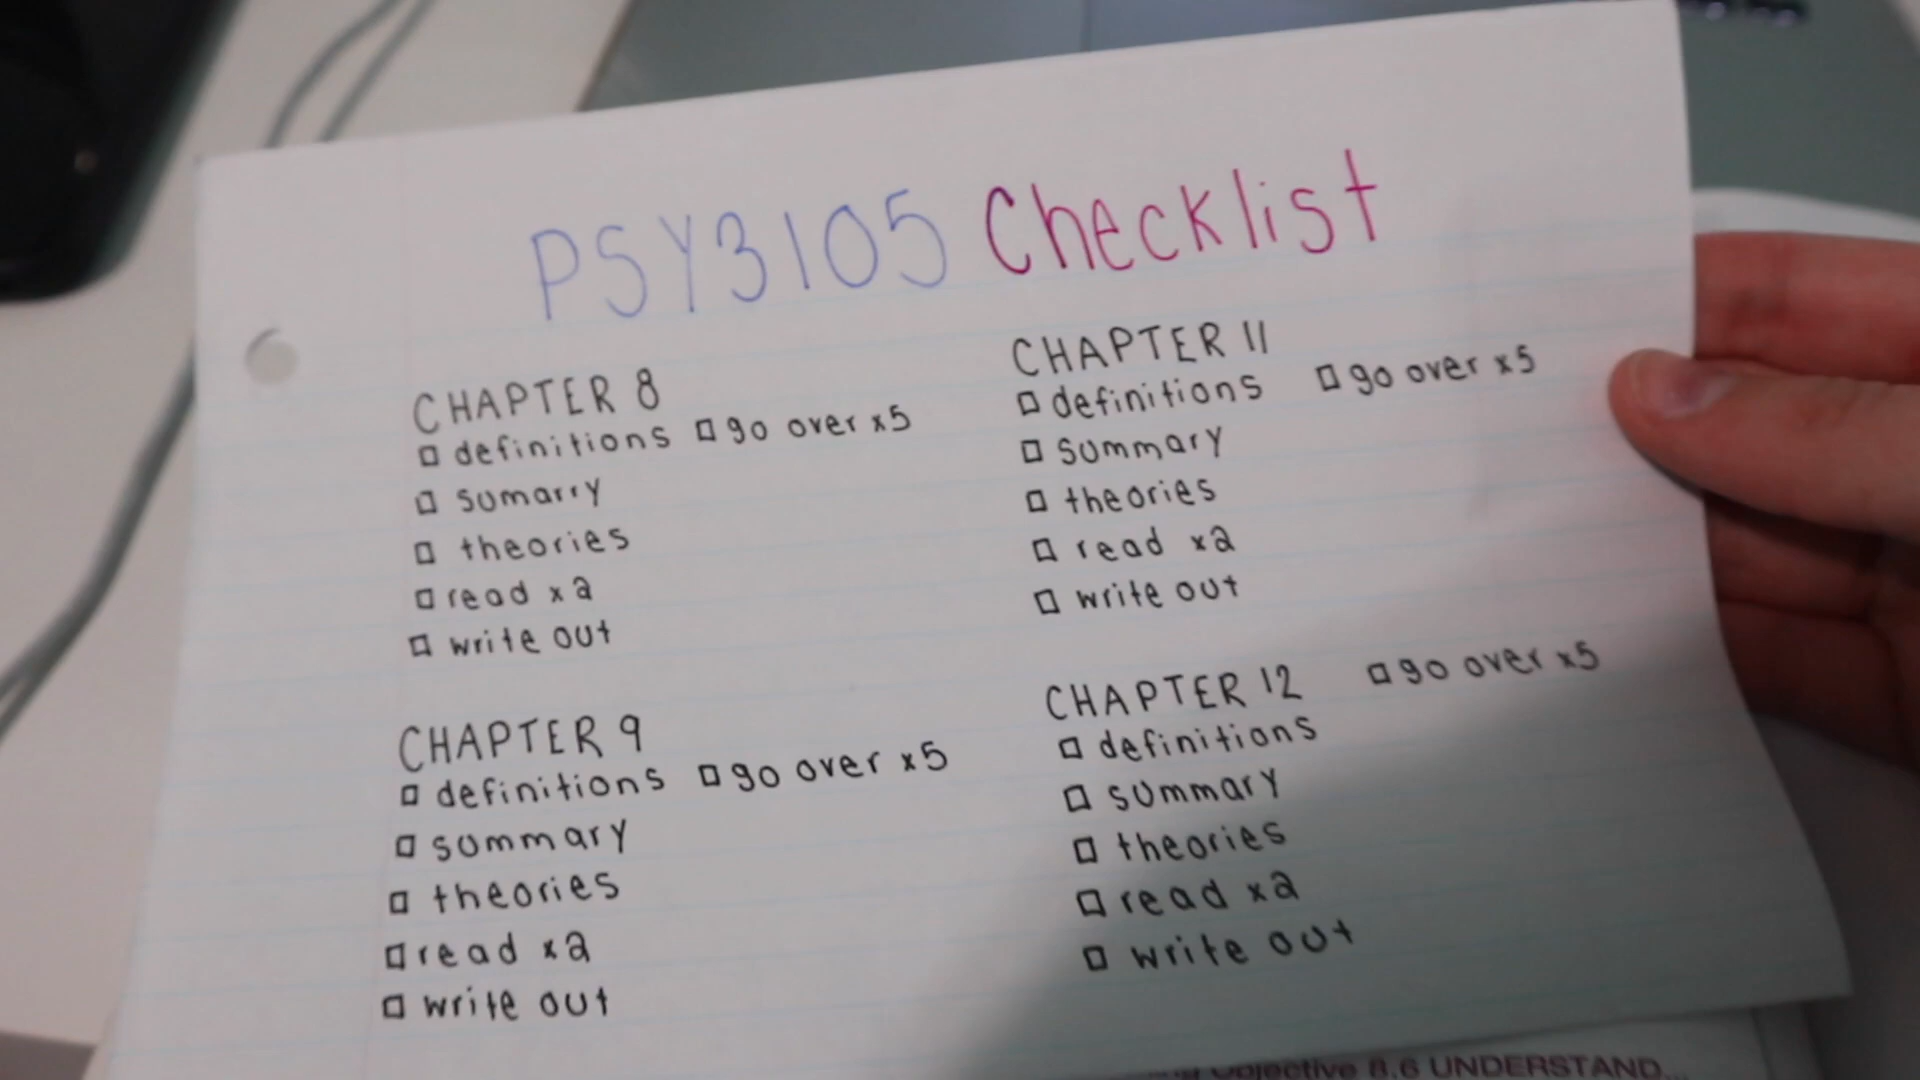 PSY3105 Checklist
CHAPTER 8
□ definitions □ go over x5
□ sumarry
□ theories
□ read x2
□ write out
CHAPTER 9
□ definitions □ go over x5
□ summary
□ theories
□ read x2
□ write out
CHAPTER 11
□ definitions □ go over x5
□ summary
□ theories
□ read x2
□ write out
CHAPTER 12 □ go over x5
□ definitions
□ summary
□ theories
□ read x2
□ write out
Objective 8.6 UNDERSTAND...